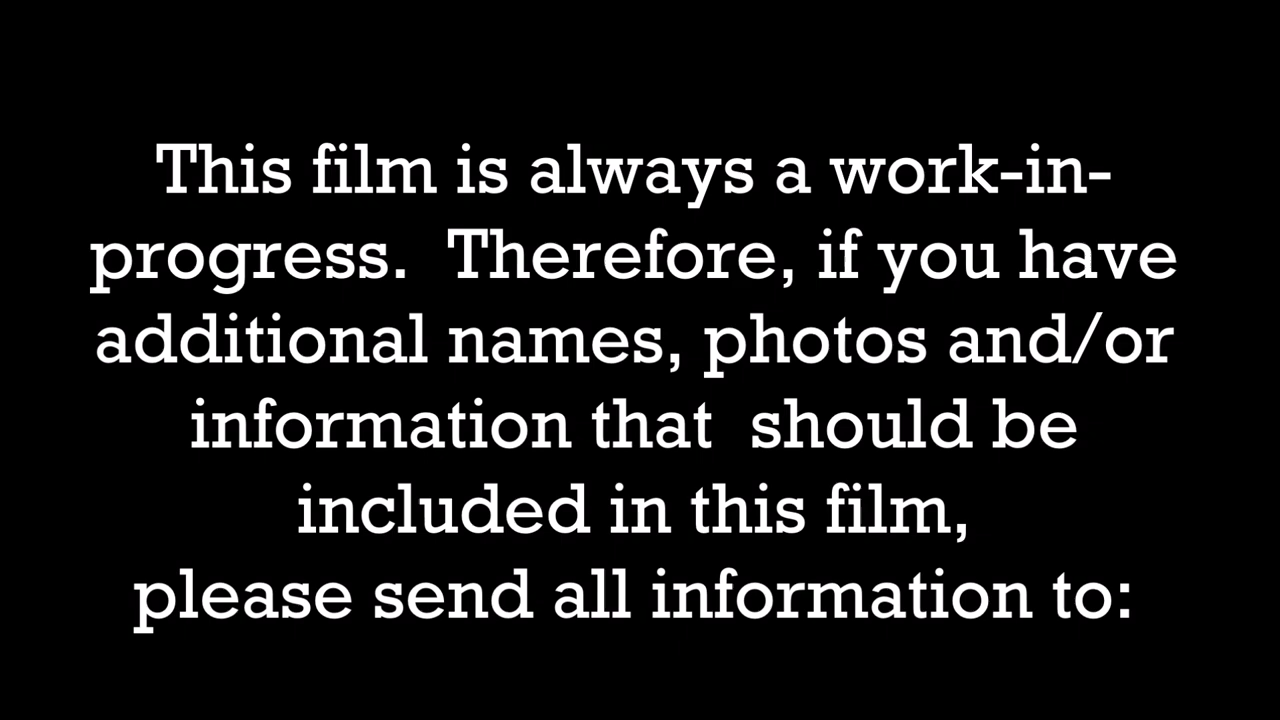 This film is always a work-in-
progress.  Therefore, if you have
additional names, photos and/or
information that  should be
included in this film,
please send all information to: